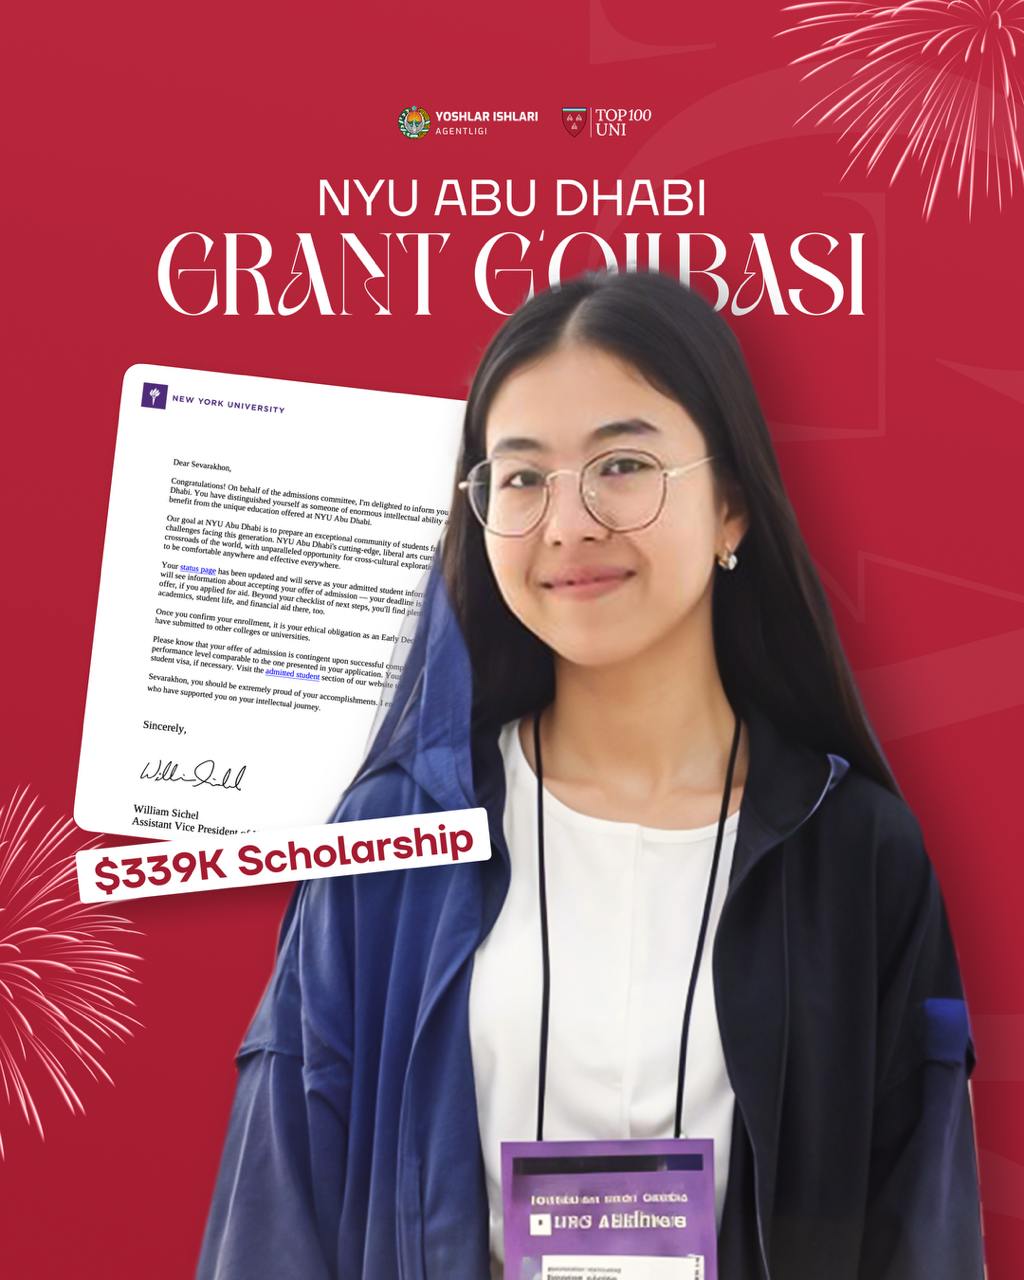 YOSHLAR ISHLARI
AGENTLIGI
TOP100
UNI
NYU ABU DHABI
GRANT G'OLIBASI
NEW YORK UNIVERSITY
Dear Sevarakhon,
Congratulations! On behalf of the admissions committee, I'm delighted to inform you
Dhabi. You have distinguished yourself as someone of enormous intellectual ability
benefit from the unique education offered at NYU Abu Dhabi.
Our goal at NYU Abu Dhabi is to prepare an exceptional community of students
challenges facing this generation. NYU Abu Dhabi's cutting-edge, liberal arts
crossroads of the world, with unparalleled opportunity for cross-cultural
to be comfortable anywhere and effective everywhere.
Your status page has been updated and will serve as your admitted student
will see information about accepting your offer of admission — your deadline is
offer, if you applied for aid. Beyond your checklist of next steps, you'll find
academics, student life, and financial aid there, too.
Once you confirm your enrollment, it is your ethical obligation as an Early
have submitted to other colleges or universities.
Please know that your offer of admission is contingent upon successful
performance level comparable to the one presented in your application.
student visa, if necessary. Visit the admitted student section of our website
Sevarakhon, you should be extremely proud of your accomplishments. I
who have supported you on your intellectual journey.
Sincerely,
William Sichel
Assistant Vice President of
$339K Scholarship